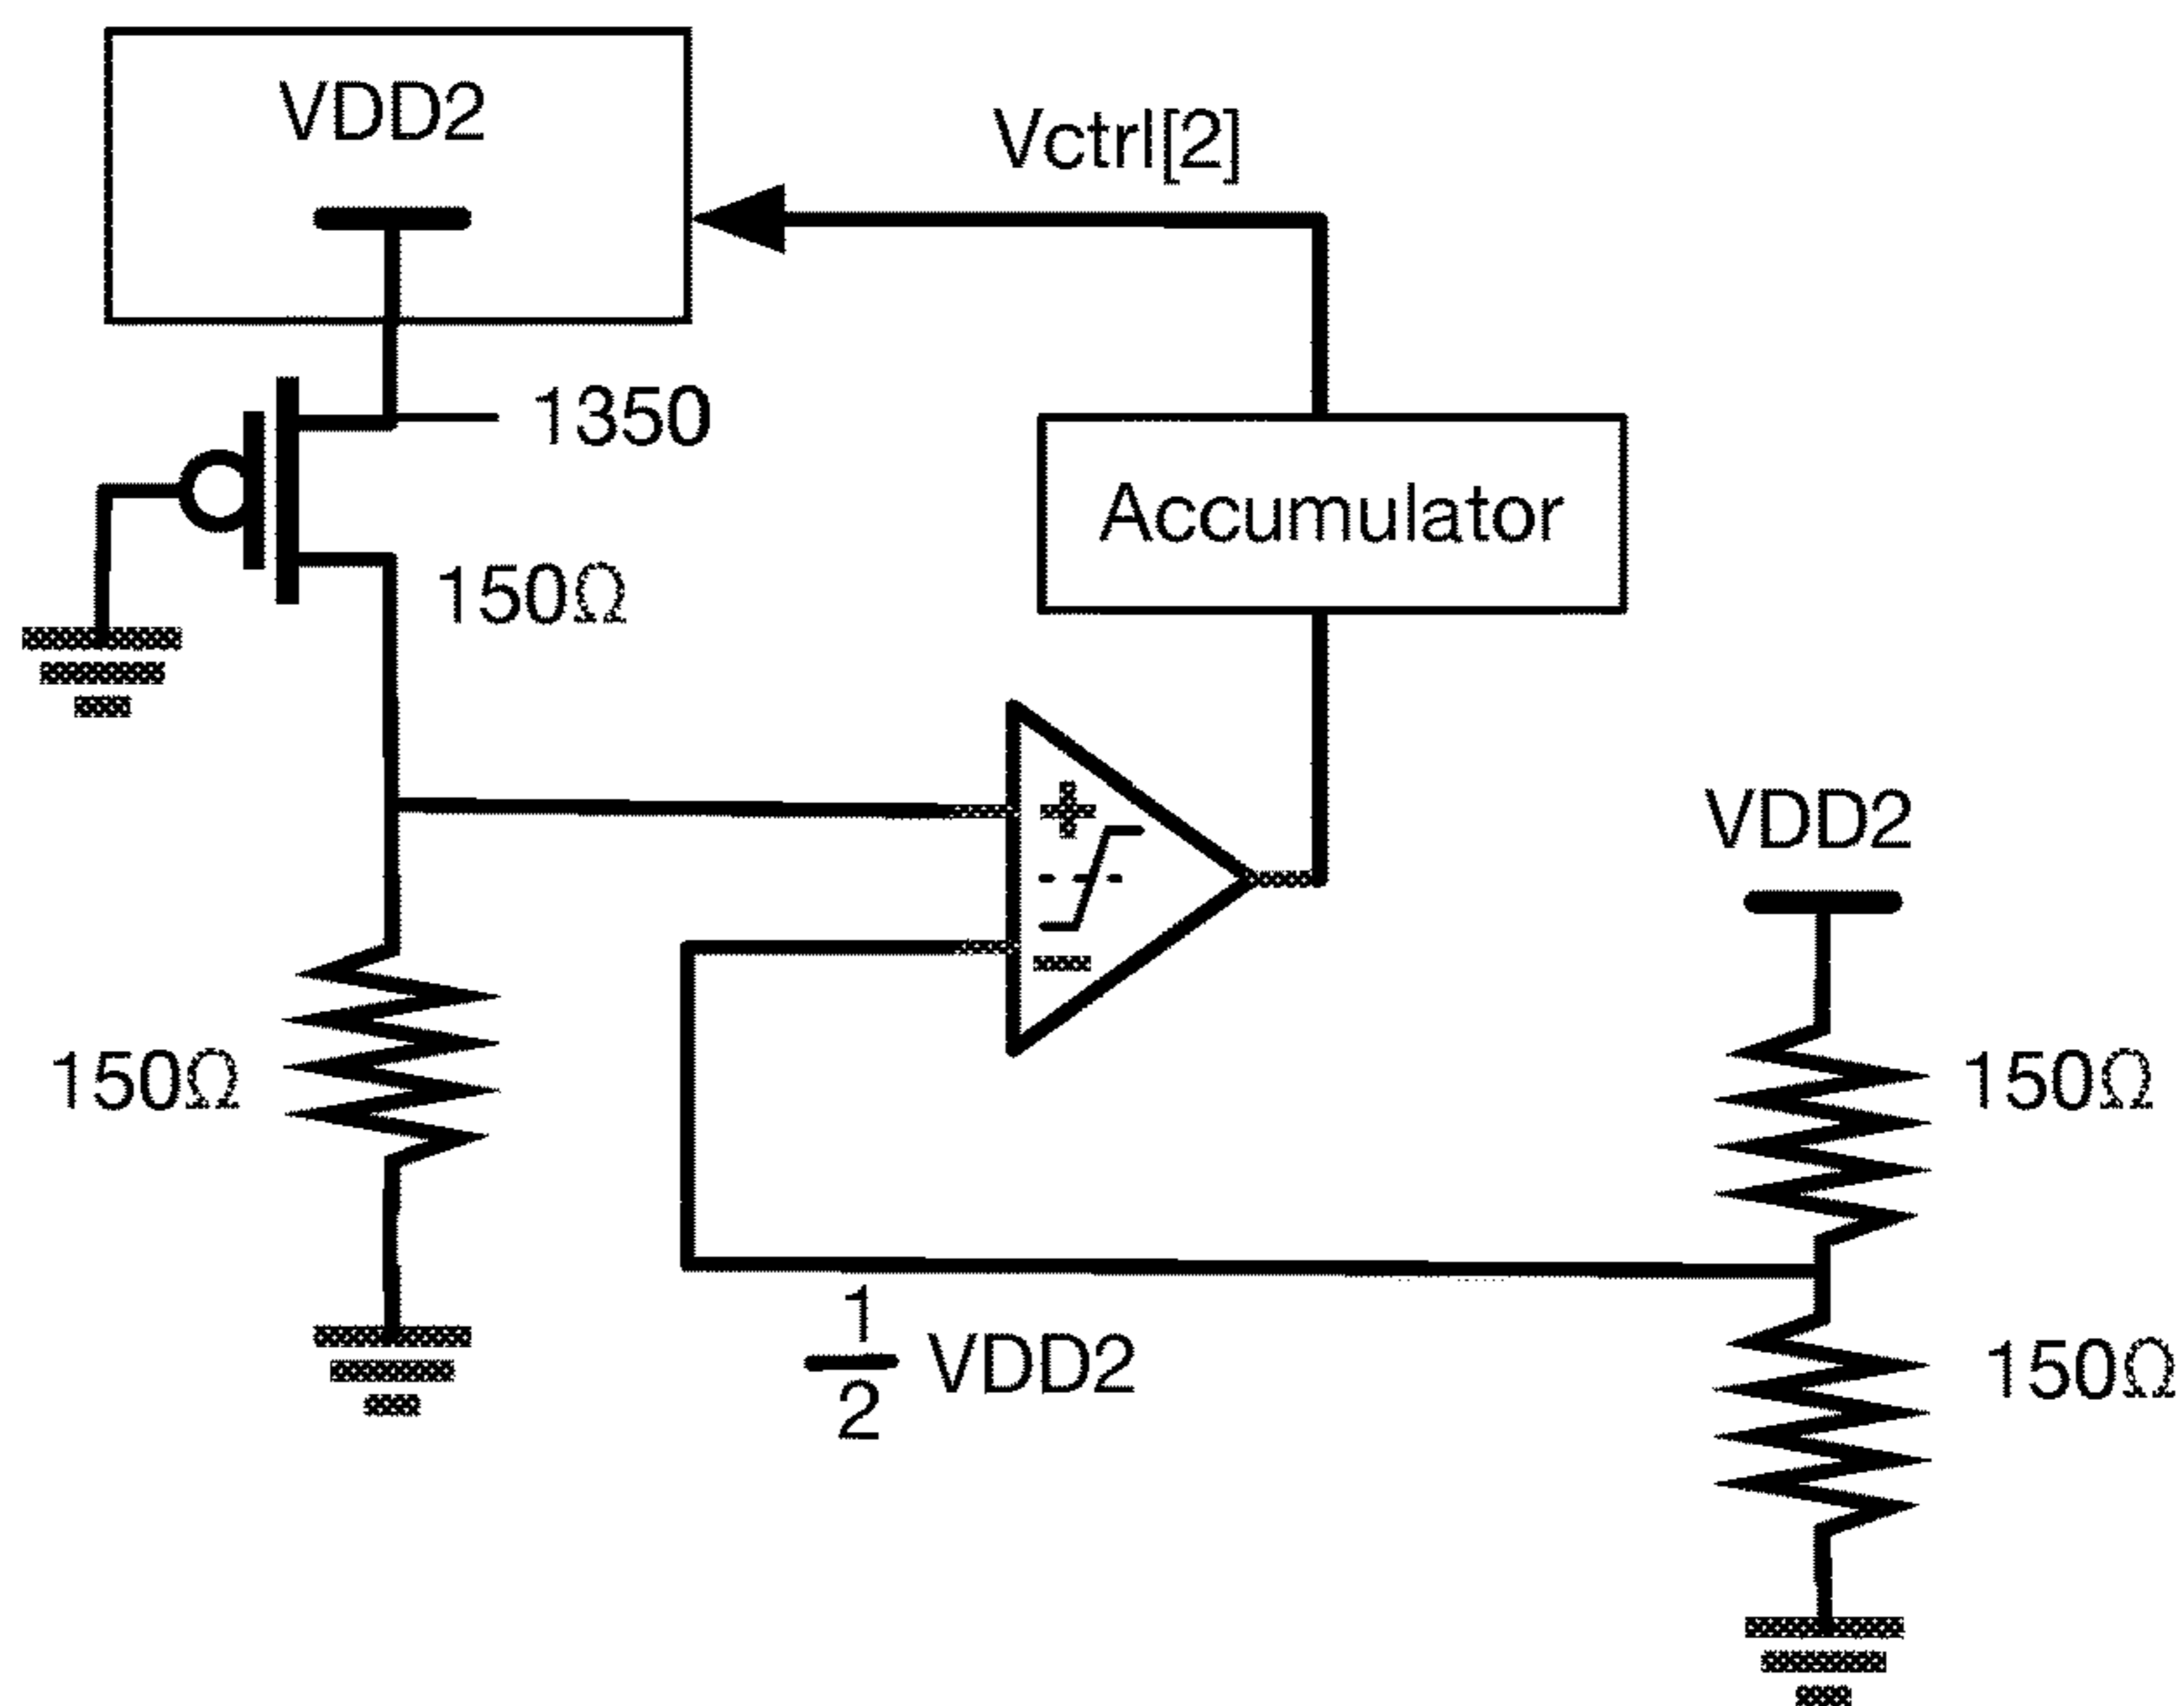 VDD2
Vctrl[2]
1350
Accumulator
150Ω
+
VDD2
−
150Ω
150Ω
1
2
VDD2
150Ω